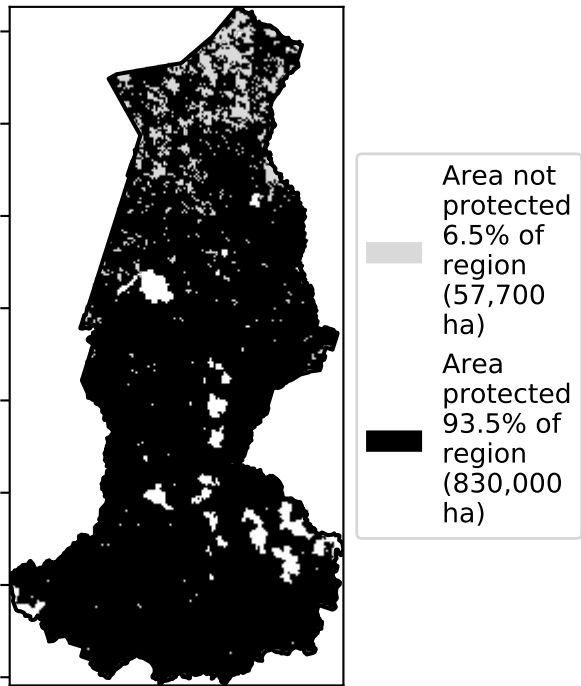 Area not
protected
6.5% of
region
(57,700
ha)
Area
protected
93.5% of
region
(830,000
ha)